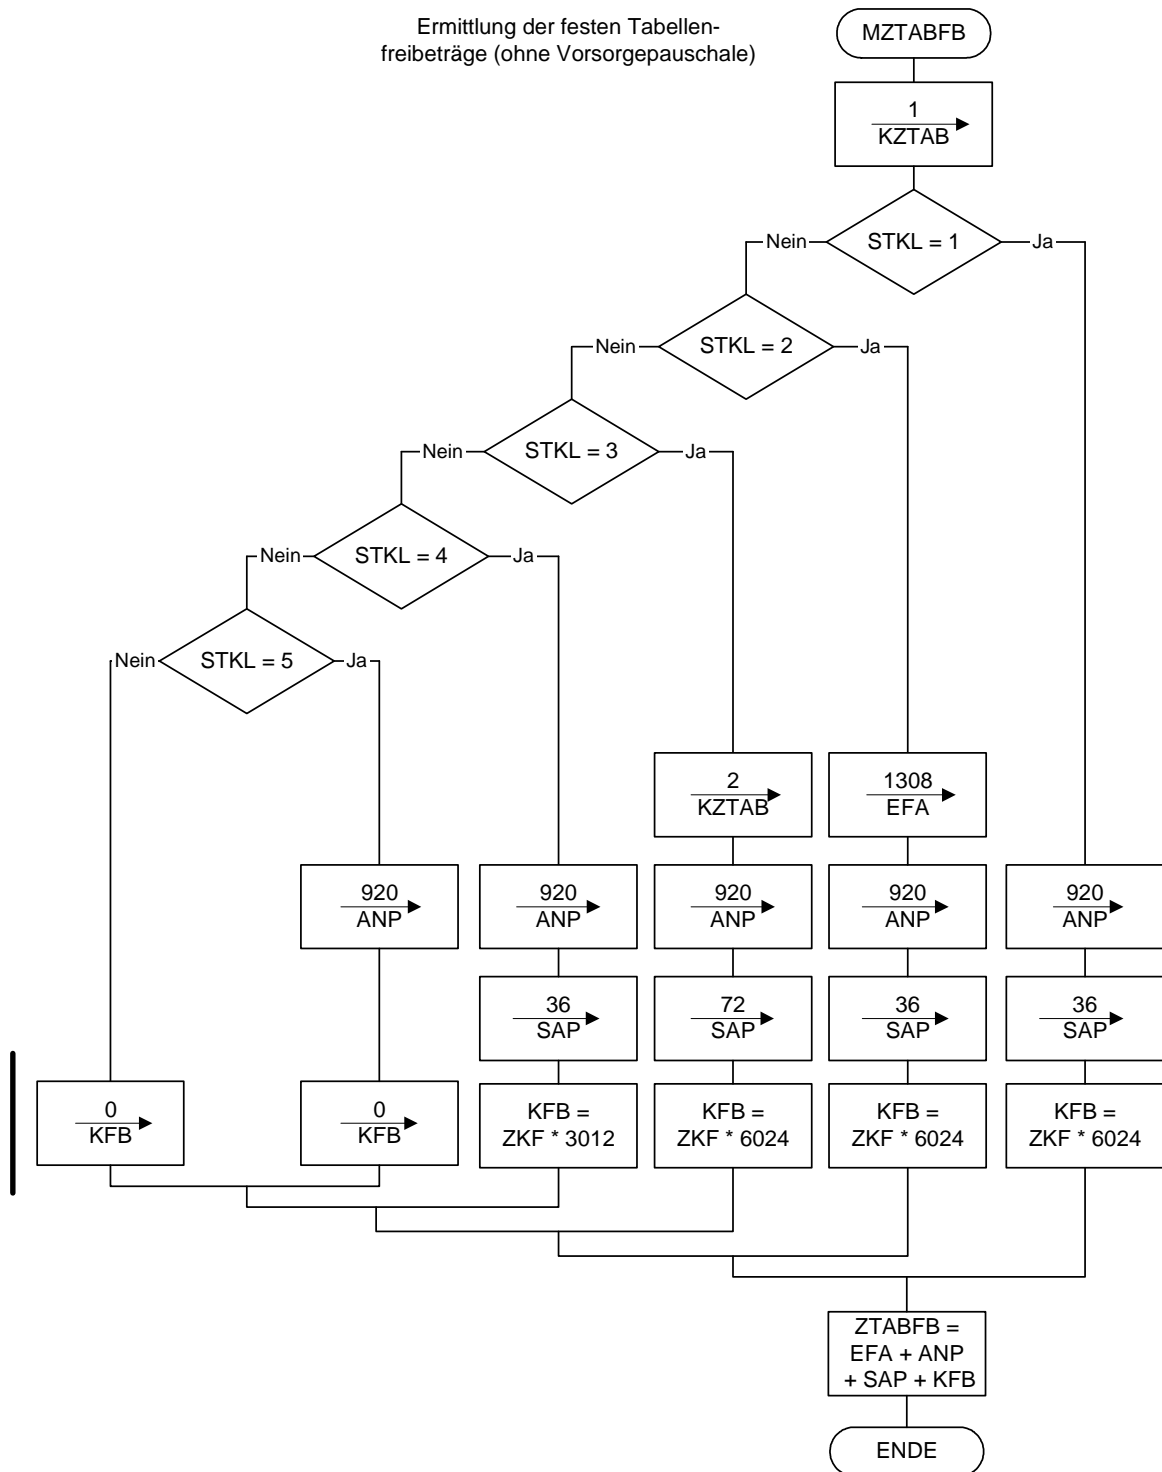 Ermittlung der festen Tabellen-
freibeträge (ohne Vorsorgepauschale)
MZTABFB
1
KZTAB
Nein
STKL = 1
Ja
Nein
STKL = 2
Ja
Nein
STKL = 3
Ja
Nein
STKL = 4
Ja
Nein
STKL = 5
Ja
2
KZTAB
1308
EFA
920
ANP
920
ANP
920
ANP
920
ANP
920
ANP
36
SAP
72
SAP
36
SAP
36
SAP
0
KFB
0
KFB
KFB =
ZKF * 3012
KFB =
ZKF * 6024
KFB =
ZKF * 6024
KFB =
ZKF * 6024
ZTABFB =
EFA + ANP
+ SAP + KFB
ENDE